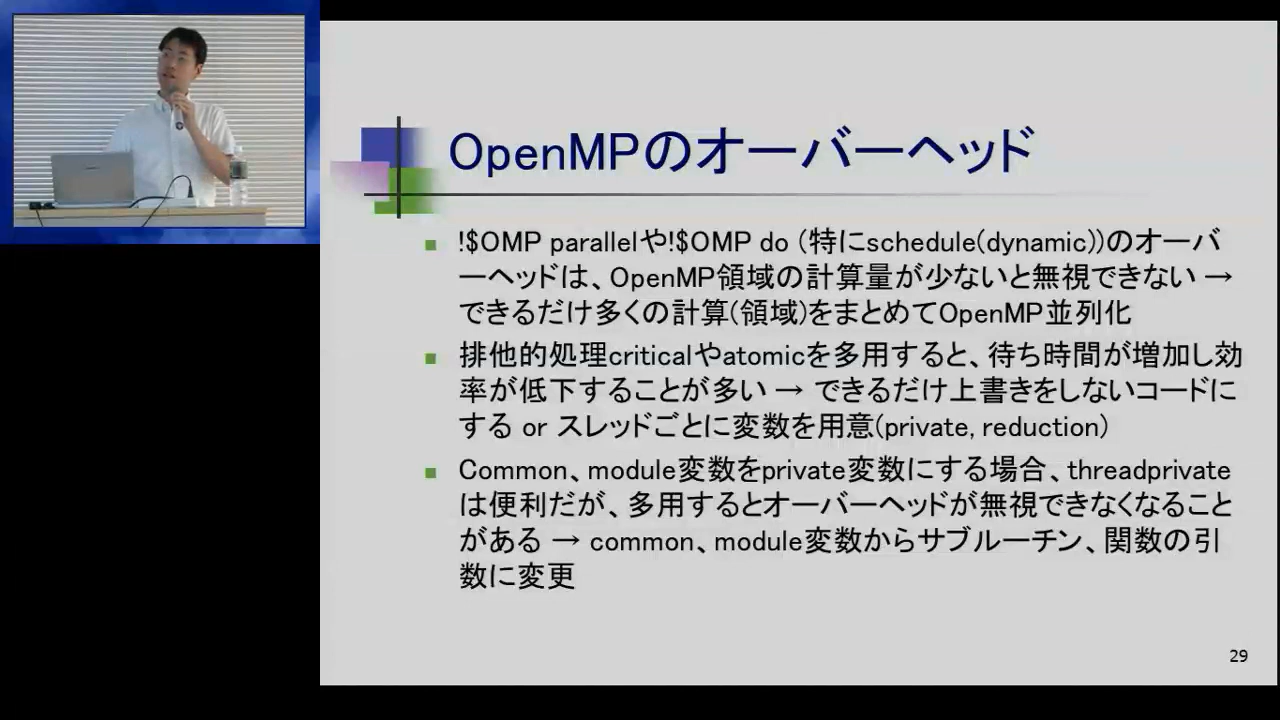 OpenMPのオーバーヘッド
!$OMP parallelや!$OMP do (特にschedule(dynamic))のオーバ
ーヘッドは、OpenMP領域の計算量が少ないと無視できない →
できるだけ多くの計算(領域)をまとめてOpenMP並列化
排他的処理criticalやatomicを多用すると、待ち時間が増加し効
率が低下することが多い → できるだけ上書きをしないコードに
する or スレッドごとに変数を用意(private, reduction)
Common、module変数をprivate変数にする場合、threadprivate
は便利だが、多用するとオーバーヘッドが無視できなくなること
がある → common、module変数からサブルーチン、関数の引
数に変更
29